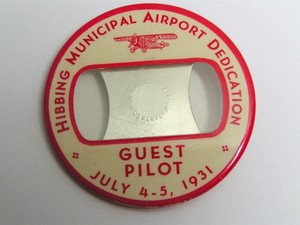 HIBBING MUNICIPAL AIRPORT DEDICATION
GUEST
PILOT
JULY 4-5, 1931